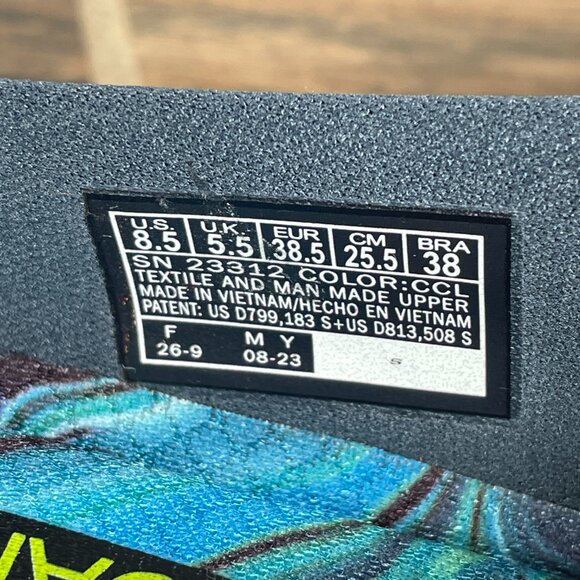 U.S. U.K. EUR CM BRA
8.5 5.5 38.5 25.5 38
SN 23312 COLOR:CCL
TEXTILE AND MAN MADE UPPER
MADE IN VIETNAM/HECHO EN VIETNAM
PATENT: US D799,183 S+US D813,508 S
F M Y
26-9 08-23 S